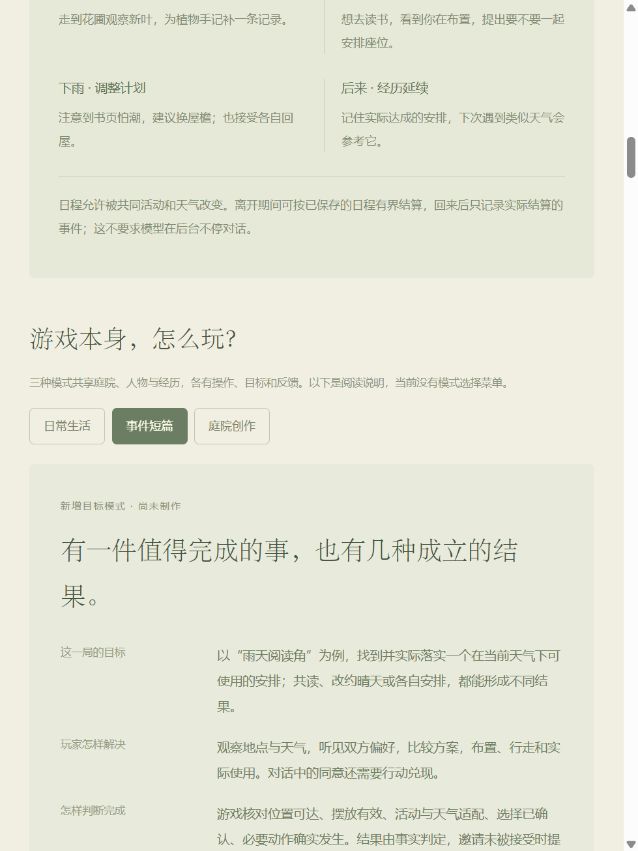 走到花圃观察新叶，为植物手记补一条记录。
想去读书，看到你在布置，提出要不要一起
安排座位。
下雨 · 调整计划
注意到书页怕潮，建议换屋檐；也接受各自回
屋。
后来 · 经历延续
记住实际达成的安排，下次遇到类似天气会
参考它。
日程允许被共同活动和天气改变。离开期间可按已保存的日程有界结算，回来后只记录实际结算的
事件；这不要求模型在后台不停对话。
游戏本身，怎么玩？
三种模式共享庭院、人物与经历，各有操作、目标和反馈。以下是阅读说明，当前没有模式选择菜单。
日常生活
事件短篇
庭院创作
新增目标模式 · 尚未制作
有一件值得完成的事，也有几种成立的结
果。
这一局的目标
以“雨天阅读角”为例，找到并实际落实一个在当前天气下可
使用的安排；共读、改约晴天或各自安排，都能形成不同结
果。
玩家怎样解决
观察地点与天气，听见双方偏好，比较方案，布置、行走和实
际使用。对话中的同意还需要行动兑现。
怎样判断完成
游戏核对位置可达、摆放有效、活动与天气适配、选择已确
认、必要动作确实发生。结果由事实判定，邀请未被接受时提